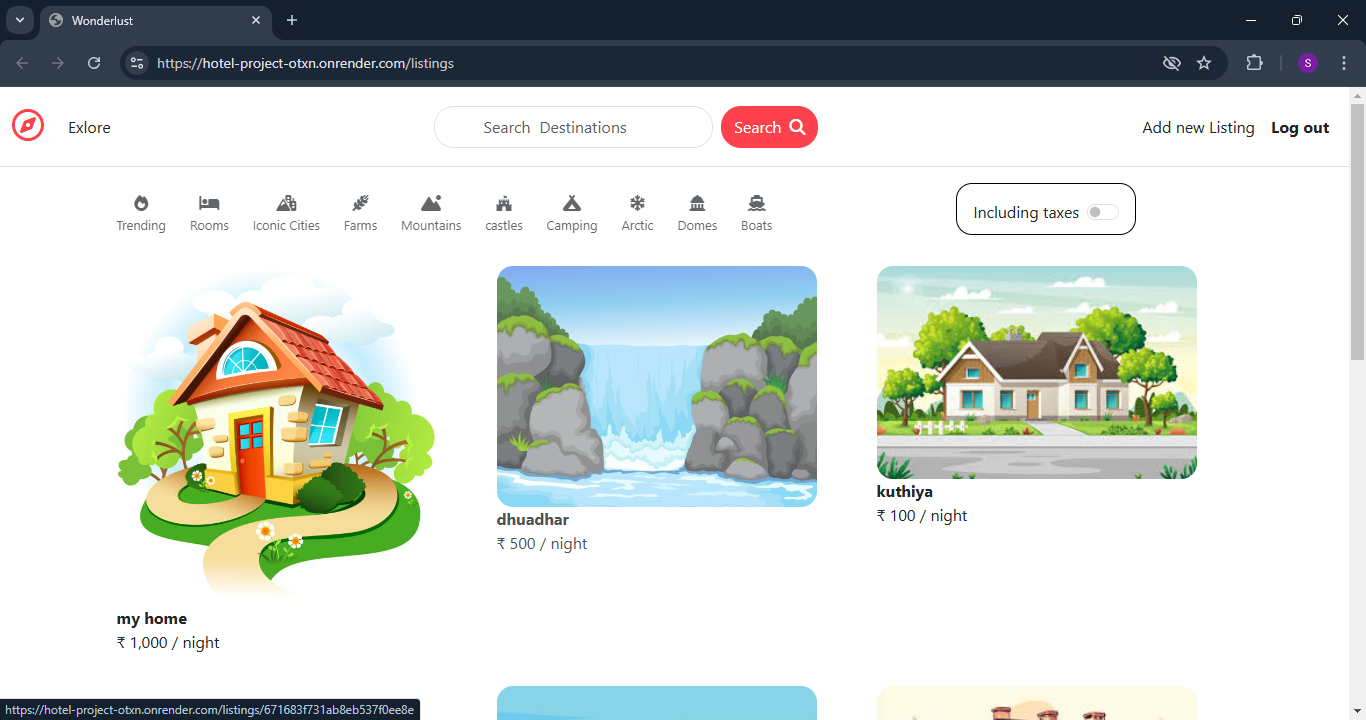 Wonderlust
https://hotel-project-otxn.onrender.com/listings
S
Exlore
Search Destinations
Search
Add new Listing
Log out
Trending
Rooms
Iconic Cities
Farms
Mountains
castles
Camping
Arctic
Domes
Boats
Including taxes
my home
₹ 1,000 / night
dhuadhar
₹ 500 / night
kuthiya
₹ 100 / night
https://hotel-project-otxn.onrender.com/listings/671683f731ab8eb537f0ee8e